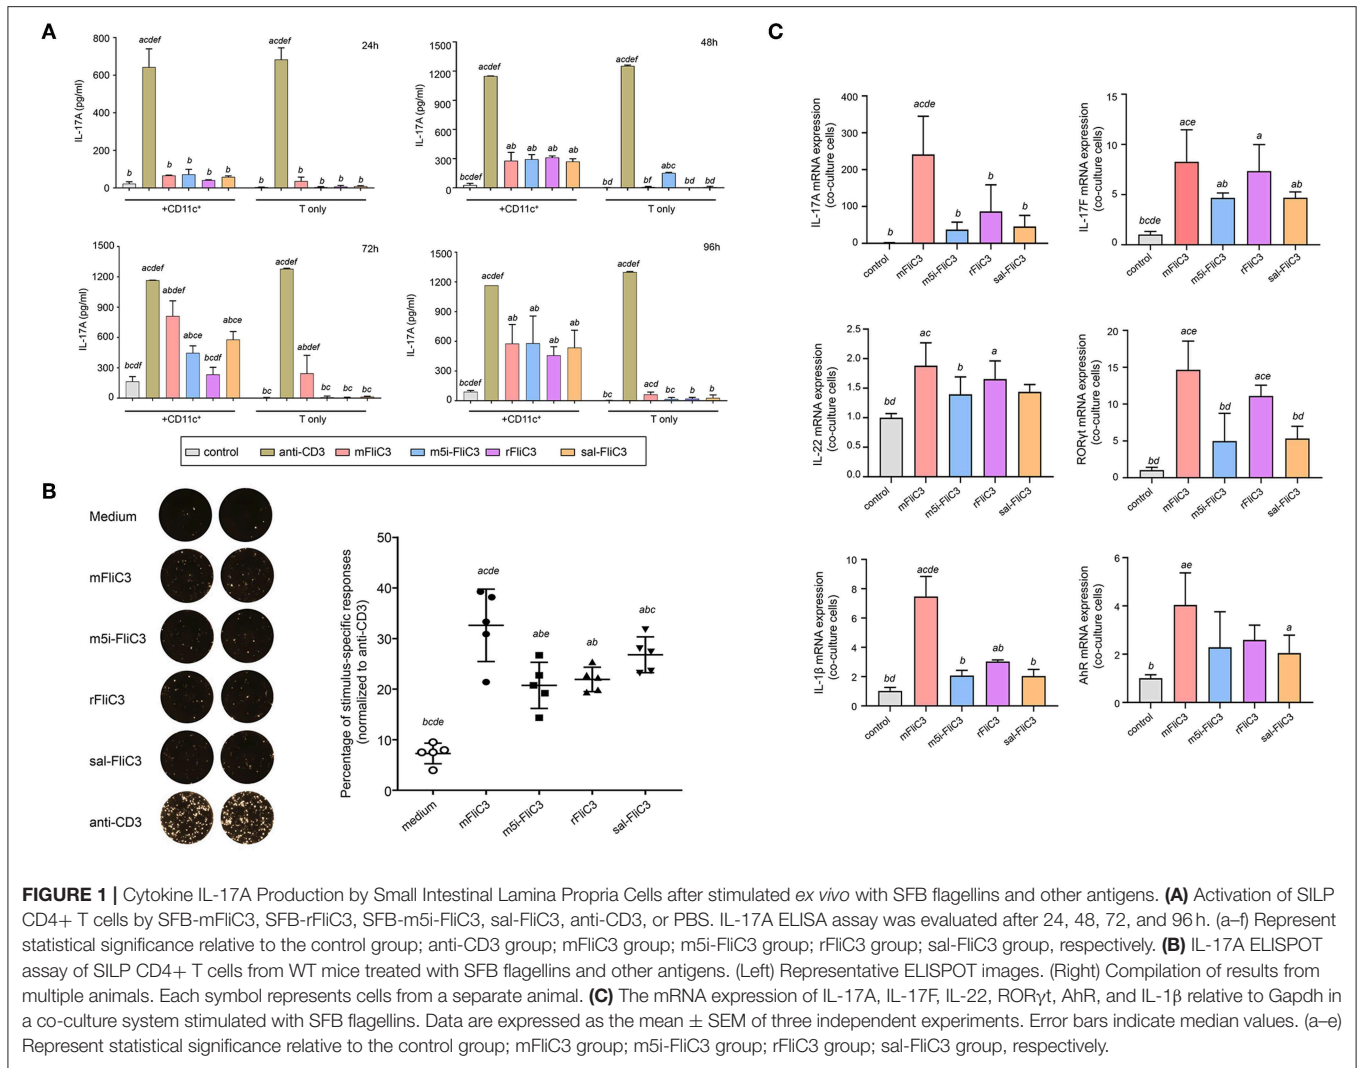 A
24h
IL-17A (pg/ml)
800
600
400
200
0
b
acdef
b
b
b
b
b
acdef
b
b
b
b
+CD11c⁺
T only
48h
IL-17A (pg/ml)
1500
1200
900
600
300
0
bcdef
acdef
ab
ab
ab
ab
bd
acdef
bf
abc
bd
bd
+CD11c⁺
T only
72h
IL-17A (pg/ml)
1500
1200
900
600
300
0
bcdf
acdef
abdef
abce
bcdf
abce
bc
acdef
abdef
bc
bc
bc
+CD11c⁺
T only
96h
IL-17A (pg/ml)
1500
1200
900
600
300
0
bcdef
acdef
ab
ab
ab
ab
bc
acdef
acd
bc
b
b
+CD11c⁺
T only
control
anti-CD3
mFliC3
m5i-FliC3
rFliC3
sal-FliC3
B
Medium
mFliC3
m5i-FliC3
rFliC3
sal-FliC3
anti-CD3
Percentage of stimulus-specific responses
(normalized to anti-CD3)
50
40
30
20
10
0
bcde
acde
abe
ab
abc
medium
mFliC3
m5i-FliC3
rFliC3
sal-FliC3
C
IL-17A mRNA expression
(co-culture cells)
400
300
200
100
0
b
acde
b
b
b
control
mFliC3
m5i-FliC3
rFliC3
sal-FliC3
IL-17F mRNA expression
(co-culture cells)
15
10
5
0
bcde
ace
ab
a
ab
control
mFliC3
m5i-FliC3
rFliC3
sal-FliC3
IL-22 mRNA expression
(co-culture cells)
2.5
2.0
1.5
1.0
0.5
0.0
bd
ac
b
a
control
mFliC3
m5i-FliC3
rFliC3
sal-FliC3
RORγt mRNA expression
(co-culture cells)
20
15
10
5
0
bd
ace
bd
ace
bd
control
mFliC3
m5i-FliC3
rFliC3
sal-FliC3
IL-1β mRNA expression
(co-culture cells)
10
8
6
4
2
0
bd
acde
b
ab
b
control
mFliC3
m5i-FliC3
rFliC3
sal-FliC3
AhR mRNA expression
(co-culture cells)
6
4
2
0
b
ae
a
control
mFliC3
m5i-FliC3
rFliC3
sal-FliC3
FIGURE 1 | Cytokine IL-17A Production by Small Intestinal Lamina Propria Cells after stimulated ex vivo with SFB flagellins and other antigens. (A) Activation of SILP
CD4+ T cells by SFB-mFliC3, SFB-rFliC3, SFB-m5i-FliC3, sal-FliC3, anti-CD3, or PBS. IL-17A ELISA assay was evaluated after 24, 48, 72, and 96 h. (a–f) Represent
statistical significance relative to the control group; anti-CD3 group; mFliC3 group; m5i-FliC3 group; rFliC3 group; sal-FliC3 group, respectively. (B) IL-17A ELISPOT
assay of SILP CD4+ T cells from WT mice treated with SFB flagellins and other antigens. (Left) Representative ELISPOT images. (Right) Compilation of results from
multiple animals. Each symbol represents cells from a separate animal. (C) The mRNA expression of IL-17A, IL-17F, IL-22, RORγt, AhR, and IL-1β relative to Gapdh in
a co-culture system stimulated with SFB flagellins. Data are expressed as the mean ± SEM of three independent experiments. Error bars indicate median values. (a–e)
Represent statistical significance relative to the control group; mFliC3 group; m5i-FliC3 group; rFliC3 group; sal-FliC3 group, respectively.